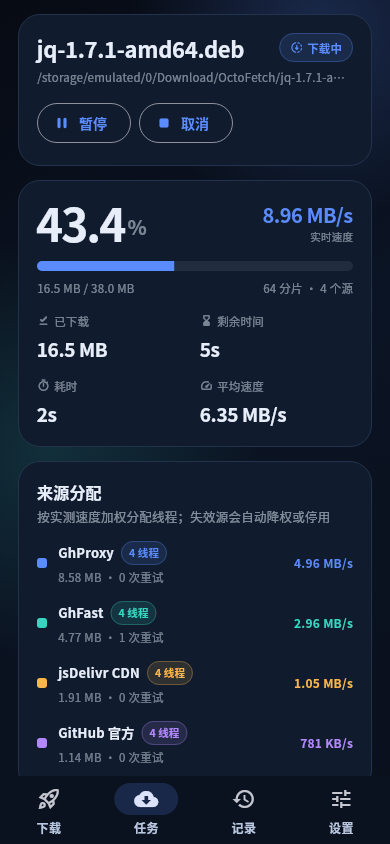 jq-1.7.1-amd64.deb
下载中
/storage/emulated/0/Download/OctoFetch/jq-1.7.1-a…
暂停
取消
43.4%
8.96 MB/s
实时速度
16.5 MB / 38.0 MB
64 分片 · 4 个源
已下载
剩余时间
16.5 MB
5s
耗时
平均速度
2s
6.35 MB/s
来源分配
按实测速度加权分配线程；失效源会自动降权或停用
GhProxy
4 线程
4.96 MB/s
8.58 MB · 0 次重试
GhFast
4 线程
2.96 MB/s
4.77 MB · 1 次重试
jsDelivr CDN
4 线程
1.05 MB/s
1.91 MB · 0 次重试
GitHub 官方
4 线程
781 KB/s
1.14 MB · 0 次重试
下载
任务
记录
设置